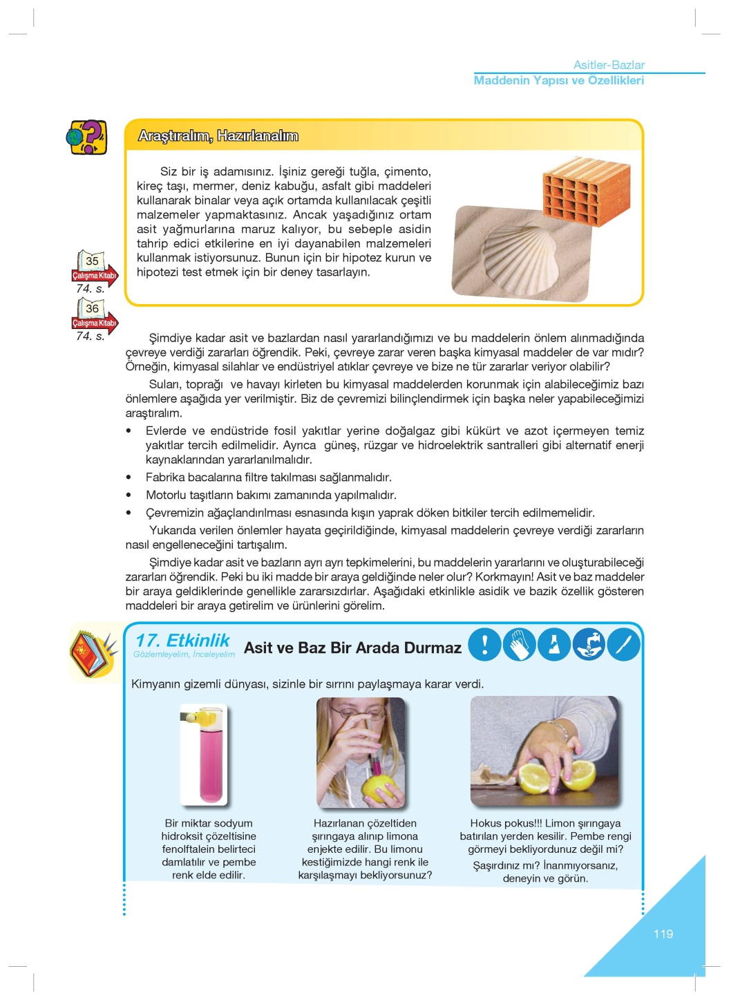 Asitler-Bazlar
Maddenin Yapısı ve Özellikleri
Araştıralım, Hazırlanalım
Siz bir iş adamısınız. İşiniz gereği tuğla, çimento,
kireç taşı, mermer, deniz kabuğu, asfalt gibi maddeleri
kullanarak binalar veya açık ortamda kullanılacak çeşitli
malzemeler yapmaktasınız. Ancak yaşadığınız ortam
asit yağmurlarına maruz kalıyor, bu sebeple asidin
tahrip edici etkilerine en iyi dayanabilen malzemeleri
kullanmak istiyorsunuz. Bunun için bir hipotez kurun ve
hipotezi test etmek için bir deney tasarlayın.
35
Çalışma Kitabı
74. s.
36
Çalışma Kitabı
74. s.
Şimdiye kadar asit ve bazlardan nasıl yararlandığımızı ve bu maddelerin önlem alınmadığında
çevreye verdiği zararları öğrendik. Peki, çevreye zarar veren başka kimyasal maddeler de var mıdır?
Örneğin, kimyasal silahlar ve endüstriyel atıklar çevreye ve bize ne tür zararlar veriyor olabilir?
Suları, toprağı ve havayı kirleten bu kimyasal maddelerden korunmak için alabileceğimiz bazı
önlemlere aşağıda yer verilmiştir. Biz de çevremizi bilinçlendirmek için başka neler yapabileceğimizi
araştıralım.
• Evlerde ve endüstride fosil yakıtlar yerine doğalgaz gibi kükürt ve azot içermeyen temiz
yakıtlar tercih edilmelidir. Ayrıca güneş, rüzgar ve hidroelektrik santralleri gibi alternatif enerji
kaynaklarından yararlanılmalıdır.
• Fabrika bacalarına filtre takılması sağlanmalıdır.
• Motorlu taşıtların bakımı zamanında yapılmalıdır.
• Çevremizin ağaçlandırılması esnasında kışın yaprak döken bitkiler tercih edilmemelidir.
Yukarıda verilen önlemler hayata geçirildiğinde, kimyasal maddelerin çevreye verdiği zararların
nasıl engelleneceğini tartışalım.
Şimdiye kadar asit ve bazların ayrı ayrı tepkimelerini, bu maddelerin yararlarını ve oluşturabileceği
zararları öğrendik. Peki bu iki madde bir araya geldiğinde neler olur? Korkmayın! Asit ve baz maddeler
bir araya geldiklerinde genellikle zararsızdırlar. Aşağıdaki etkinlikle asidik ve bazik özellik gösteren
maddeleri bir araya getirelim ve ürünlerini görelim.
17. Etkinlik
Gözlemleyelim, İnceleyelim
Asit ve Baz Bir Arada Durmaz
Kimyanın gizemli dünyası, sizinle bir sırrını paylaşmaya karar verdi.
Bir miktar sodyum
hidroksit çözeltisine
fenolftalein belirteci
damlatılır ve pembe
renk elde edilir.
Hazırlanan çözeltiden
şırıngaya alınıp limona
enjekte edilir. Bu limonu
kestiğimizde hangi renk ile
karşılaşmayı bekliyorsunuz?
Hokus pokus!!! Limon şırıngaya
batırılan yerden kesilir. Pembe rengi
görmeyi bekliyordunuz değil mi?
Şaşırdınız mı? İnanmıyorsanız,
deneyin ve görün.
119